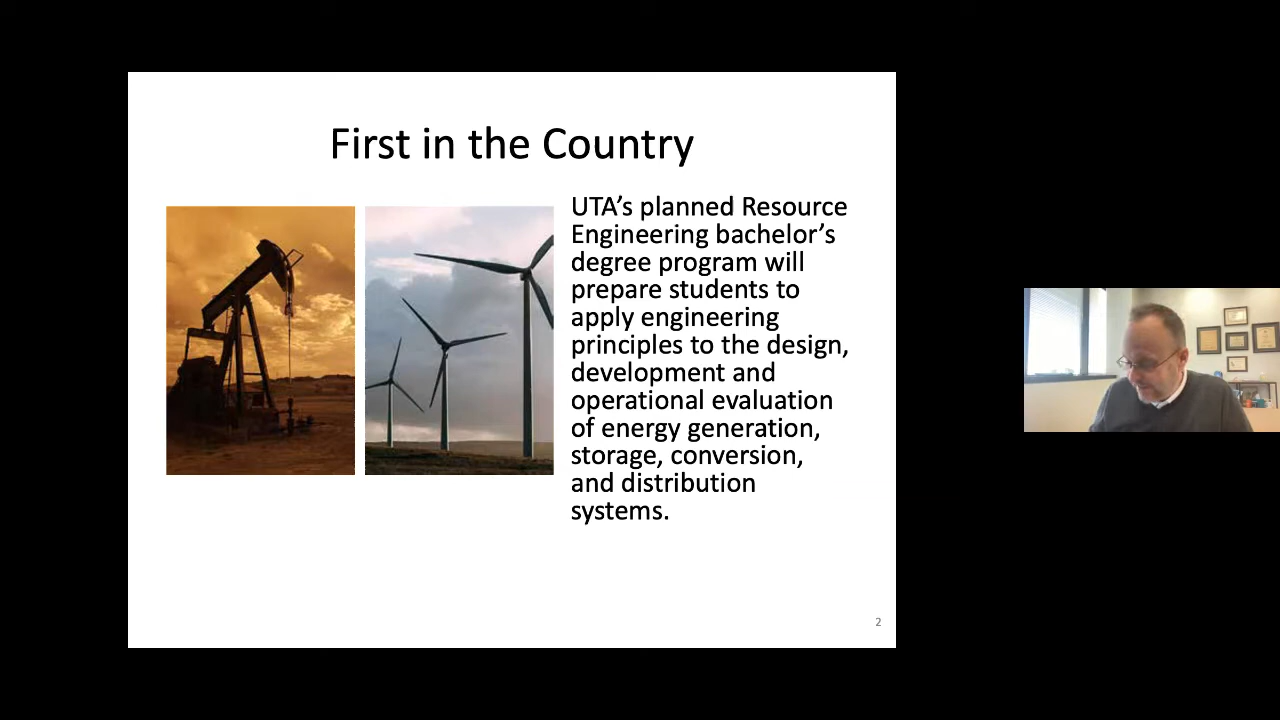 First in the Country
UTA’s planned Resource
Engineering bachelor’s
degree program will
prepare students to
apply engineering
principles to the design,
development and
operational evaluation
of energy generation,
storage, conversion,
and distribution
systems.
2